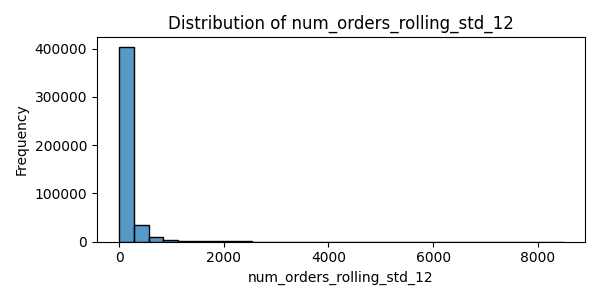 Distribution of num_orders_rolling_std_12
Frequency
400000
300000
200000
100000
0
0 2000 4000 6000 8000
num_orders_rolling_std_12